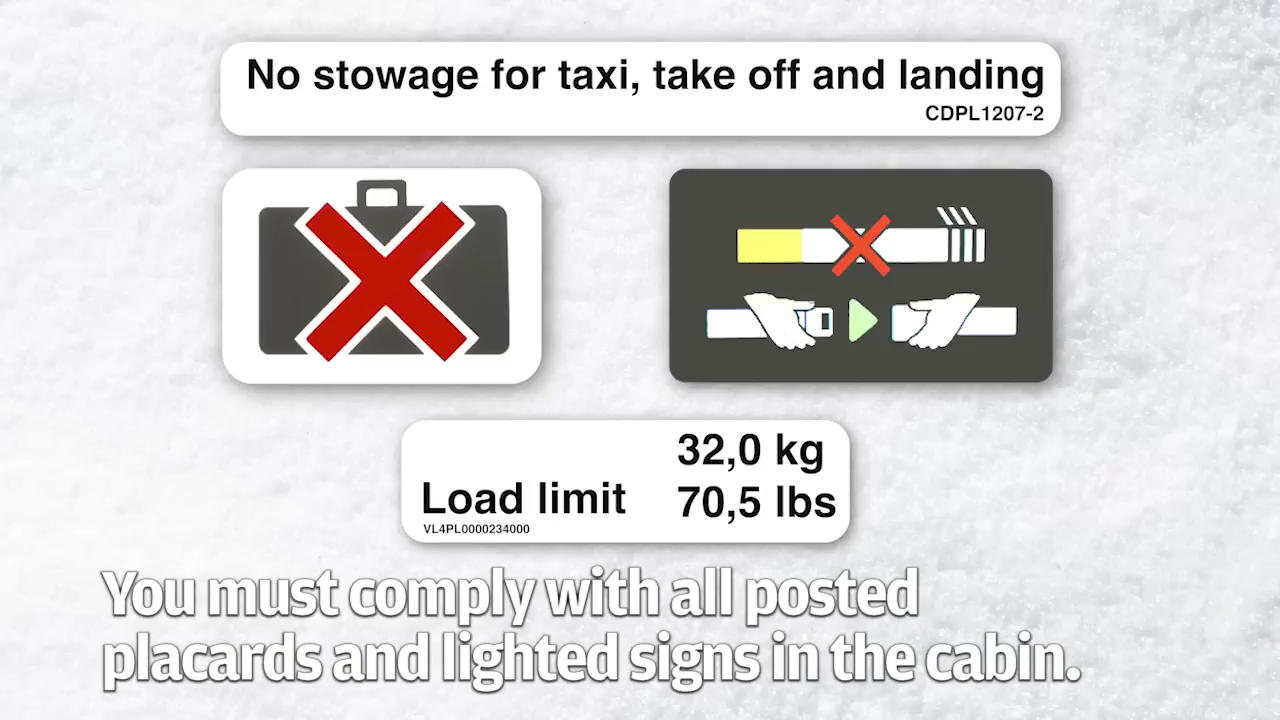 No stowage for taxi, take off and landing
CDPL1207-2
32,0 kg
Load limit 70,5 lbs
VL4PL0000234000
You must comply with all posted
placards and lighted signs in the cabin.